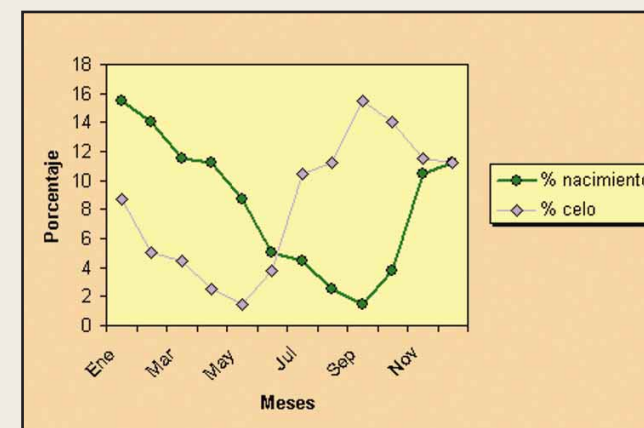 18
16
14
12
10
8
6
4
2
0
Porcentaje
Ene
Mar
May
Jul
Sep
Nov
Meses
% nacimiento
% celo